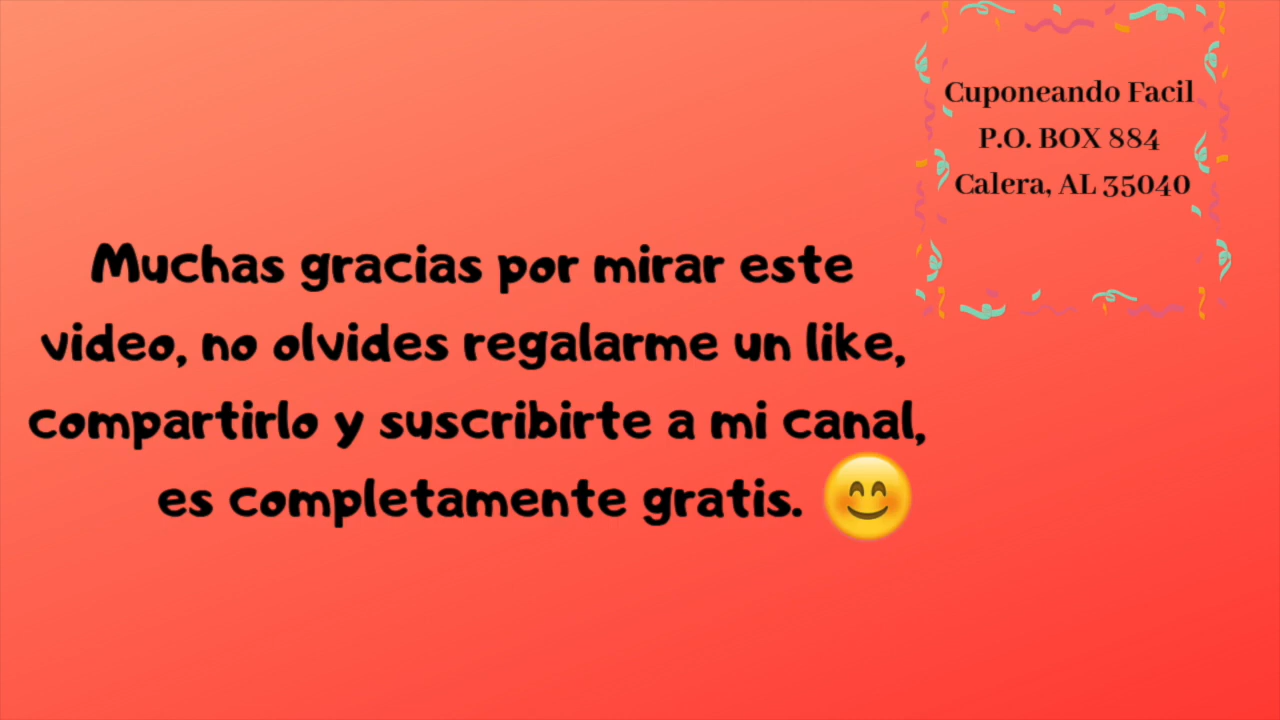 Cuponeando Facil
P.O. BOX 884
Calera, AL 35040
Muchas gracias por mirar este
video, no olvides regalarme un like,
compartirlo y suscribirte a mi canal,
es completamente gratis. 😊